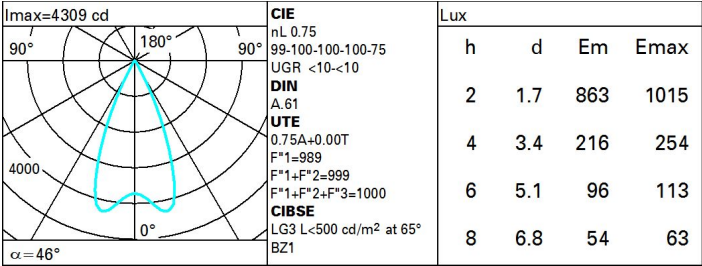 Imax=4309 cd
90°
180°
90°
4000
0°
α=46°
CIE
nL 0.75
99-100-100-100-75
UGR <10-<10
DIN
A.61
UTE
0.75A+0.00T
F"1=989
F"1+F"2=999
F"1+F"2+F"3=1000
CIBSE
LG3 L<500 cd/m² at 65°
BZ1
Lux
h d Em Emax
2 1.7 863 1015
4 3.4 216 254
6 5.1 96 113
8 6.8 54 63